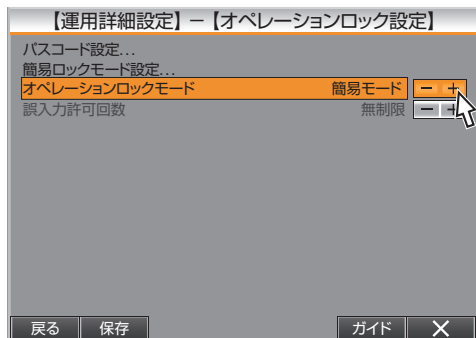 【運用詳細設定】－【オペレーションロック設定】
パスコード設定...
簡易ロックモード設定...
オペレーションロックモード 簡易モード － ＋
誤入力許可回数 無制限 － ＋
戻る 保存 ガイド ×